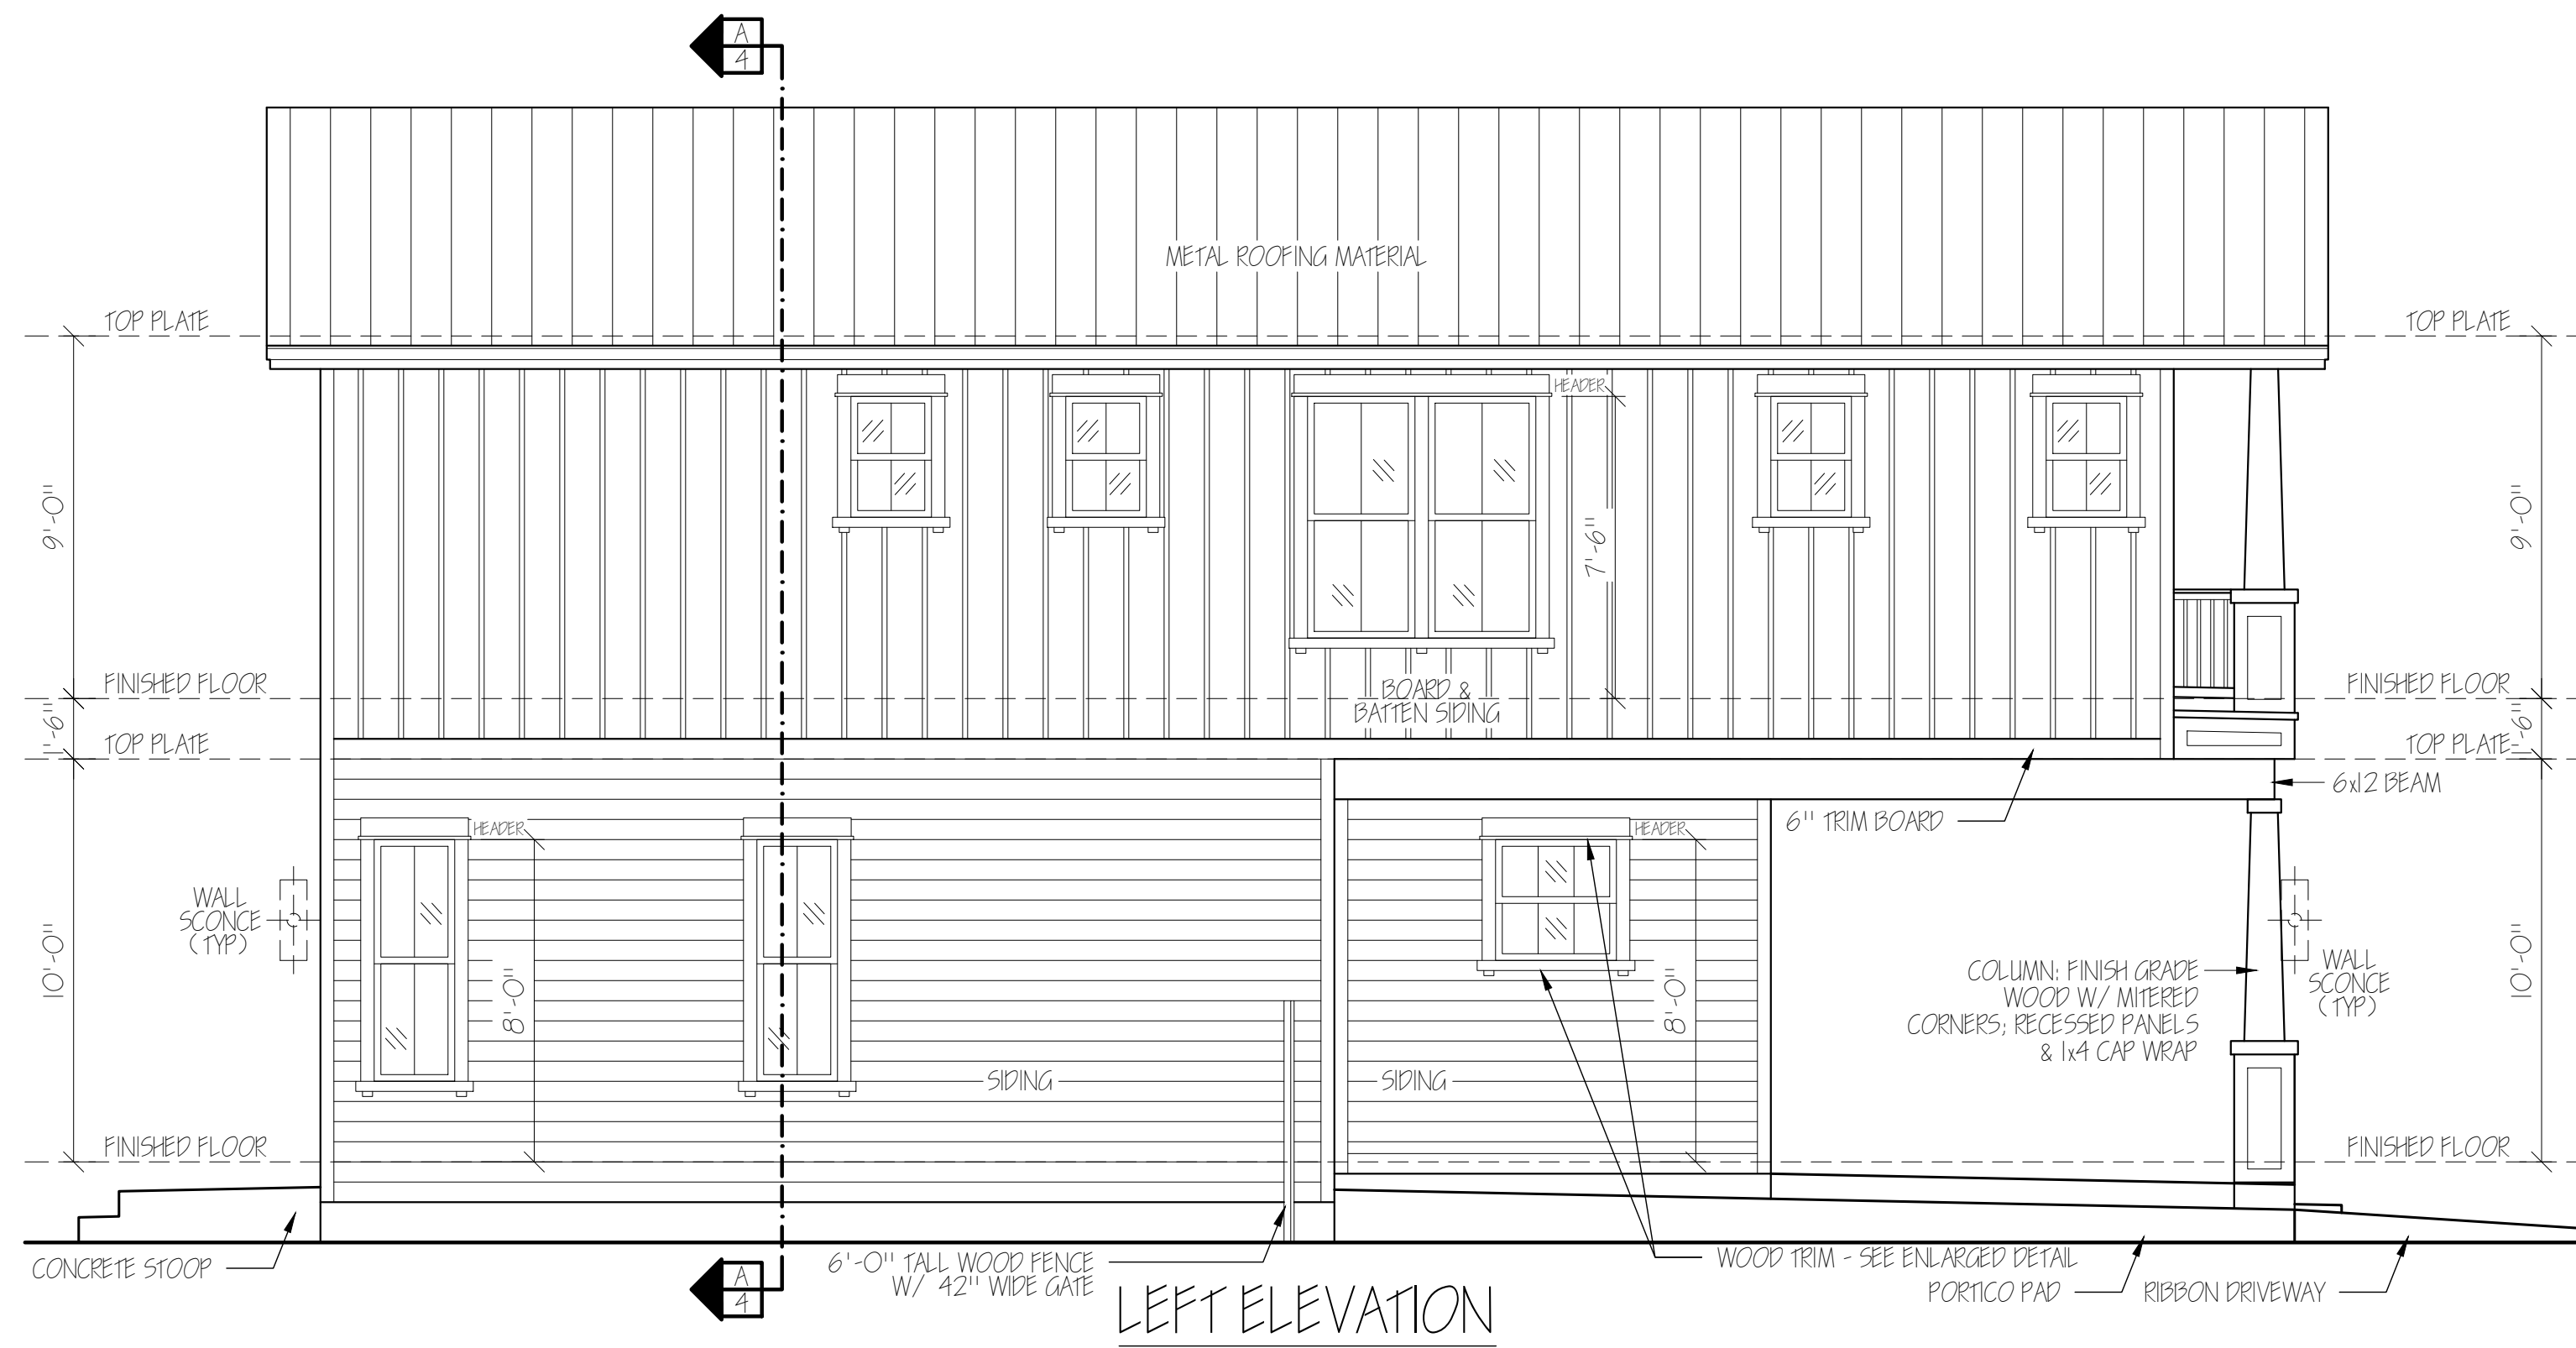 A
4
METAL ROOFING MATERIAL
TOP PLATE
TOP PLATE
HEADER
9'-0"
7'-6"
9'-0"
FINISHED FLOOR
BOARD &
BATTEN SIDING
FINISHED FLOOR
1'-6"
1'-6"
TOP PLATE
TOP PLATE
6x12 BEAM
6" TRIM BOARD
HEADER
HEADER
WALL
SCONCE
(TYP)
10'-0"
8'-0"
8'-0"
COLUMN: FINISH GRADE
WOOD W/ MITERED
CORNERS; RECESSED PANELS
& 1x4 CAP WRAP
WALL
SCONCE
(TYP)
10'-0"
SIDING
SIDING
FINISHED FLOOR
FINISHED FLOOR
CONCRETE STOOP
A
4
6'-0" TALL WOOD FENCE
W/ 42" WIDE GATE
WOOD TRIM - SEE ENLARGED DETAIL
PORTICO PAD
RIBBON DRIVEWAY
LEFT ELEVATION